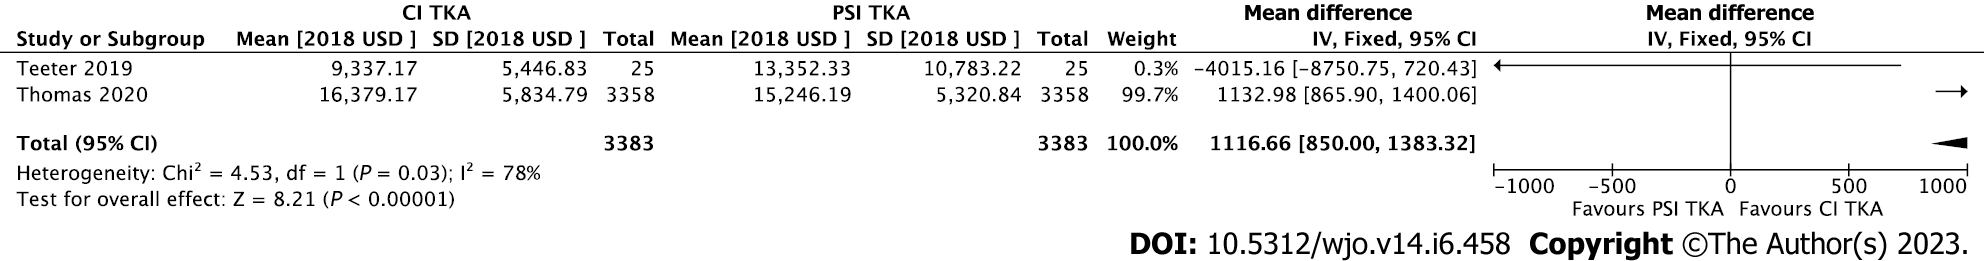 CI TKA PSI TKA Mean difference Mean difference
Study or Subgroup Mean [2018 USD ] SD [2018 USD ] Total Mean [2018 USD ] SD [2018 USD ] Total Weight IV, Fixed, 95% CI IV, Fixed, 95% CI
Teeter 2019 9,337.17 5,446.83 25 13,352.33 10,783.22 25 0.3% −4015.16 [−8750.75, 720.43]
Thomas 2020 16,379.17 5,834.79 3358 15,246.19 5,320.84 3358 99.7% 1132.98 [865.90, 1400.06]
Total (95% CI) 3383 3383 100.0% 1116.66 [850.00, 1383.32]
Heterogeneity: Chi² = 4.53, df = 1 (P = 0.03); I² = 78%
Test for overall effect: Z = 8.21 (P < 0.00001)
−1000 −500 0 500 1000
Favours PSI TKA Favours CI TKA
DOI: 10.5312/wjo.v14.i6.458 Copyright ©The Author(s) 2023.